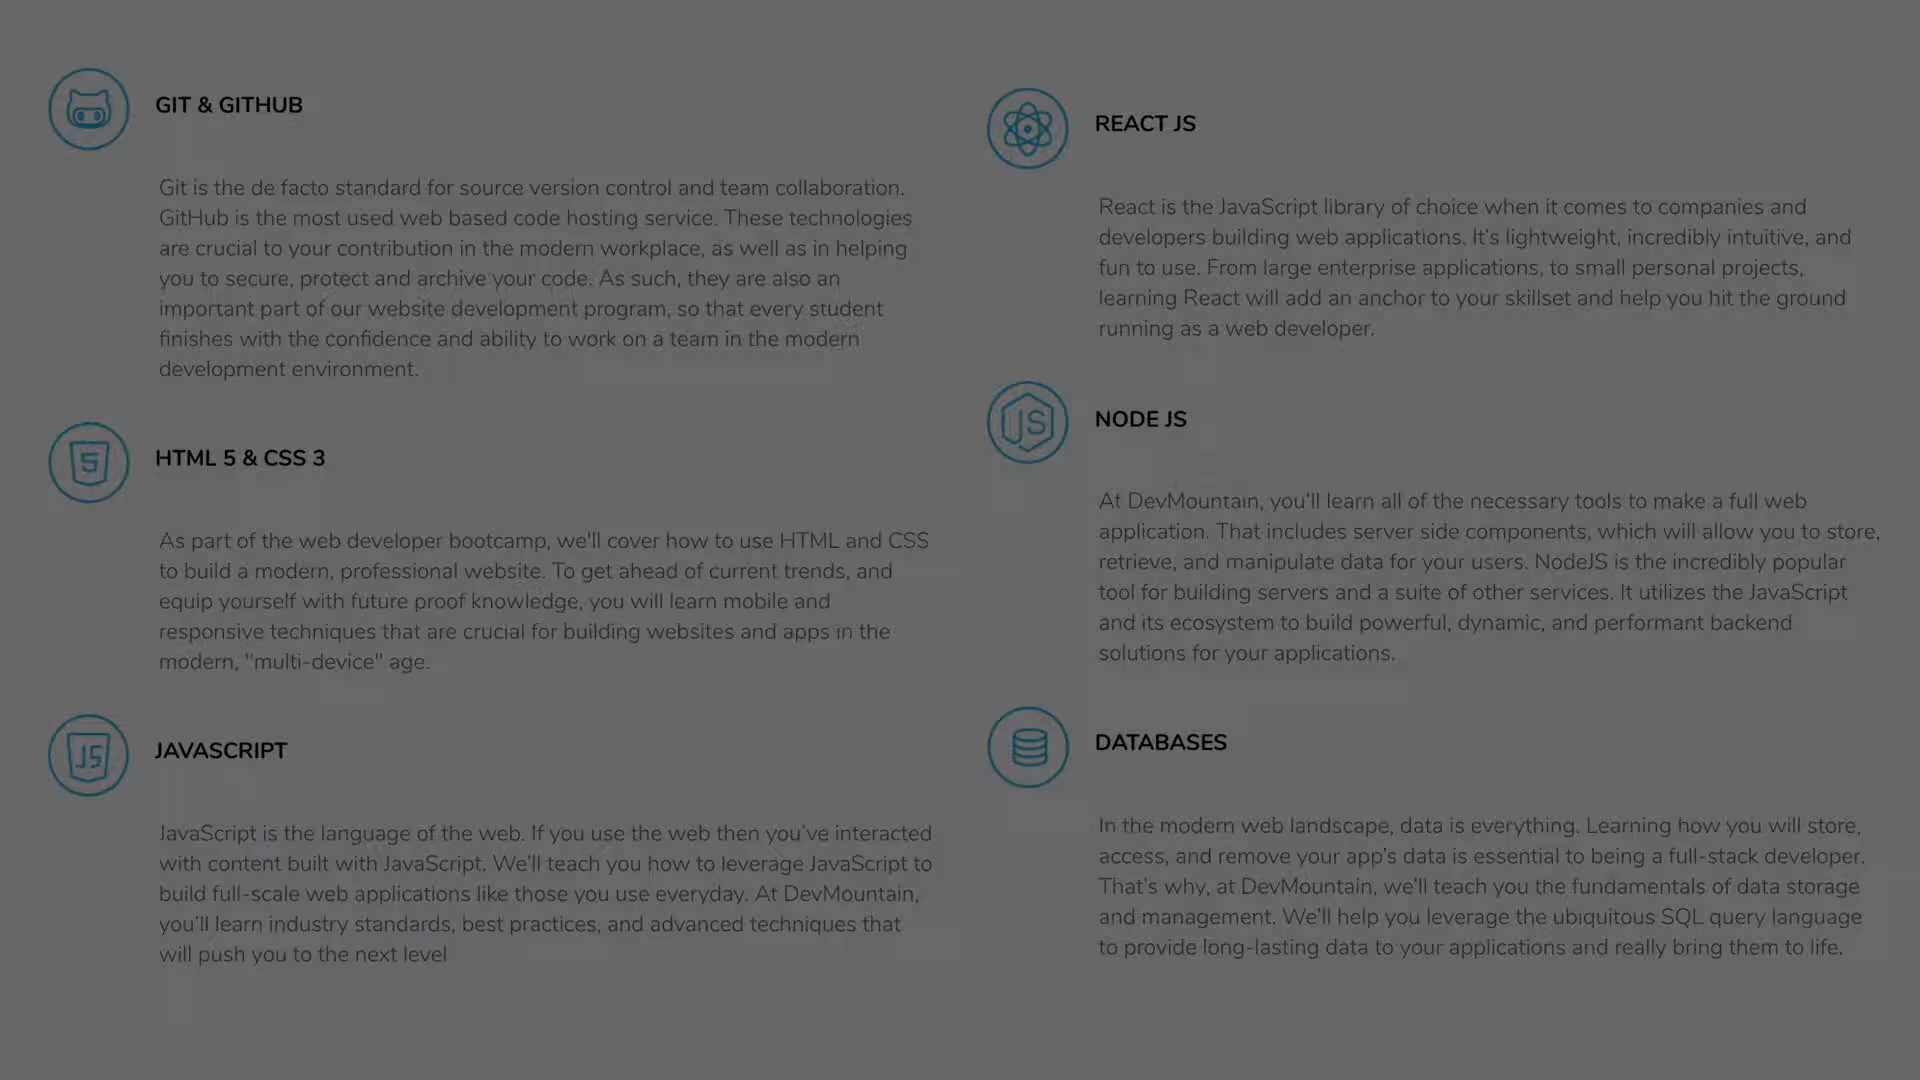 GIT & GITHUB
Git is the de facto standard for source version control and team collaboration.
GitHub is the most used web based code hosting service. These technologies
are crucial to your contribution in the modern workplace, as well as in helping
you to secure, protect and archive your code. As such, they are also an
important part of our website development program, so that every student
finishes with the confidence and ability to work on a team in the modern
development environment.
5
HTML 5 & CSS 3
As part of the web developer bootcamp, we'll cover how to use HTML and CSS
to build a modern, professional website. To get ahead of current trends, and
equip yourself with future proof knowledge, you will learn mobile and
responsive techniques that are crucial for building websites and apps in the
modern, "multi-device" age.
JS
JAVASCRIPT
JavaScript is the language of the web. If you use the web then you've interacted
with content built with JavaScript. We'll teach you how to leverage JavaScript to
build full-scale web applications like those you use everyday. At DevMountain,
you'll learn industry standards, best practices, and advanced techniques that
will push you to the next level
REACT JS
React is the JavaScript library of choice when it comes to companies and
developers building web applications. It's lightweight, incredibly intuitive, and
fun to use. From large enterprise applications, to small personal projects,
learning React will add an anchor to your skillset and help you hit the ground
running as a web developer.
JS
NODE JS
At DevMountain, you'll learn all of the necessary tools to make a full web
application. That includes server side components, which will allow you to store,
retrieve, and manipulate data for your users. NodeJS is the incredibly popular
tool for building servers and a suite of other services. It utilizes the JavaScript
and its ecosystem to build powerful, dynamic, and performant backend
solutions for your applications.
DATABASES
In the modern web landscape, data is everything. Learning how you will store,
access, and remove your app's data is essential to being a full-stack developer.
That's why, at DevMountain, we'll teach you the fundamentals of data storage
and management. We'll help you leverage the ubiquitous SQL query language
to provide long-lasting data to your applications and really bring them to life.